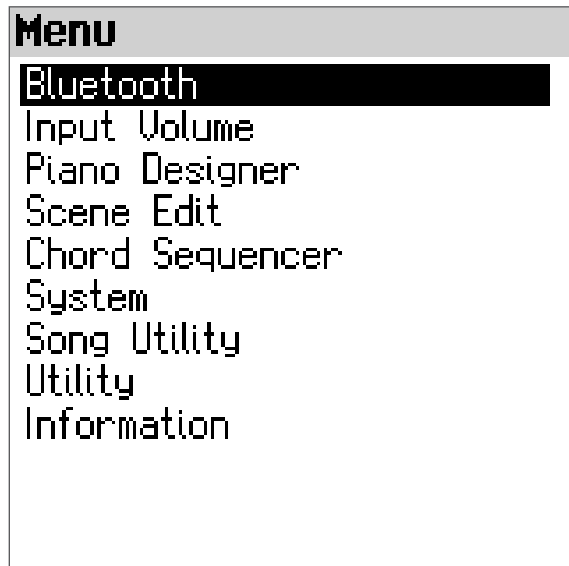 Menu
Bluetooth
Input Volume
Piano Designer
Scene Edit
Chord Sequencer
System
Song Utility
Utility
Information